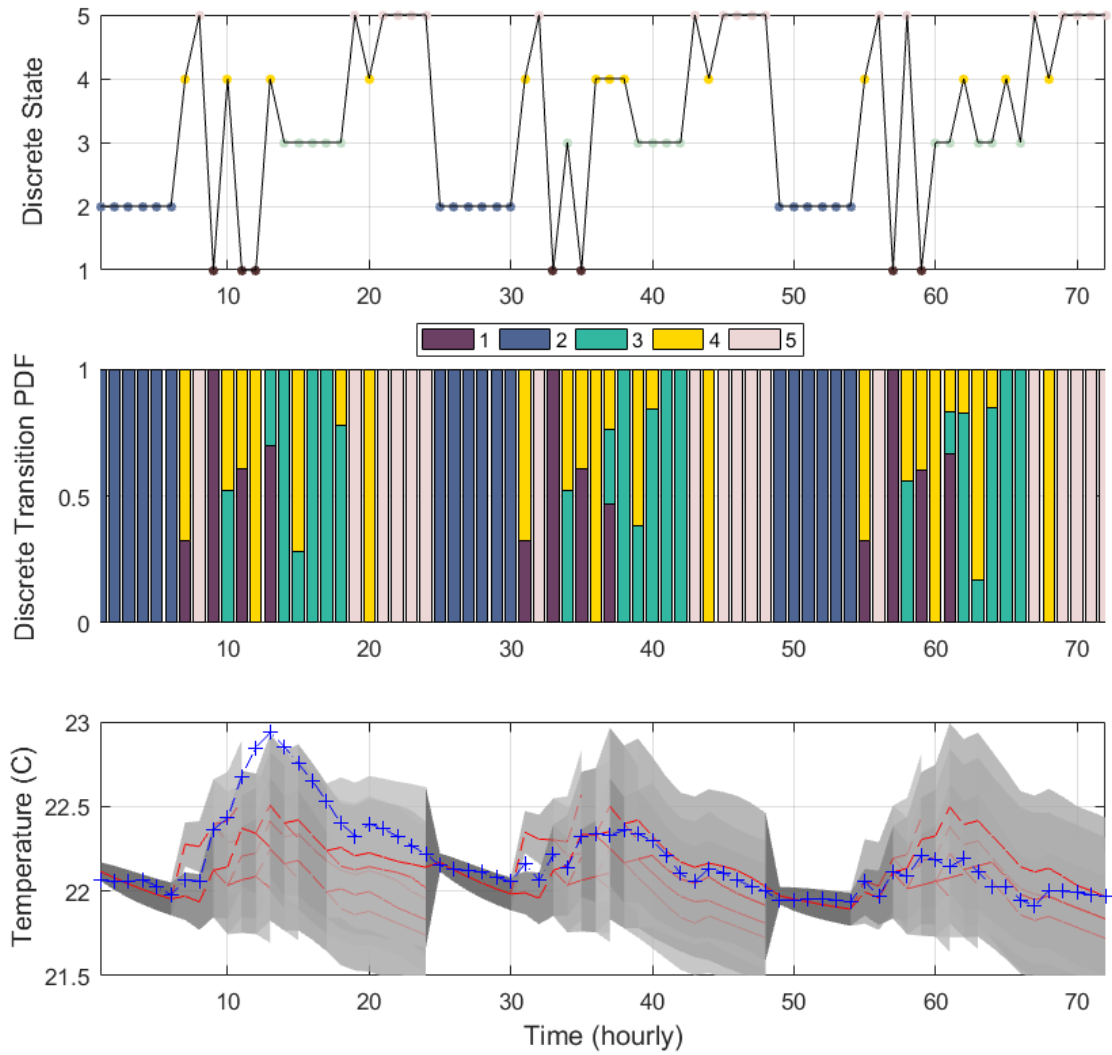 5
4
3
2
1
Discrete State
10 20 30 40 50 60 70
1 2 3 4 5
1
0.5
0
Discrete Transition PDF
10 20 30 40 50 60 70
23
22.5
22
21.5
Temperature (C)
10 20 30 40 50 60 70
Time (hourly)